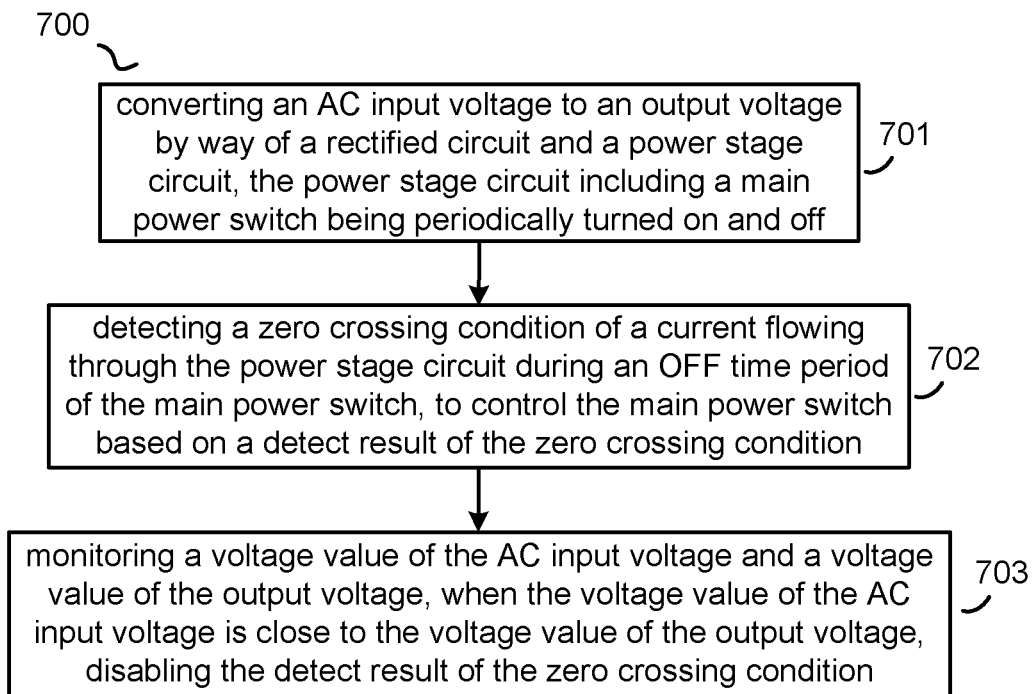 700
converting an AC input voltage to an output voltage
by way of a rectified circuit and a power stage
circuit, the power stage circuit including a main
power switch being periodically turned on and off
701
detecting a zero crossing condition of a current flowing
through the power stage circuit during an OFF time period
of the main power switch, to control the main power switch
based on a detect result of the zero crossing condition
702
monitoring a voltage value of the AC input voltage and a voltage
value of the output voltage, when the voltage value of the AC
input voltage is close to the voltage value of the output voltage,
disabling the detect result of the zero crossing condition
703